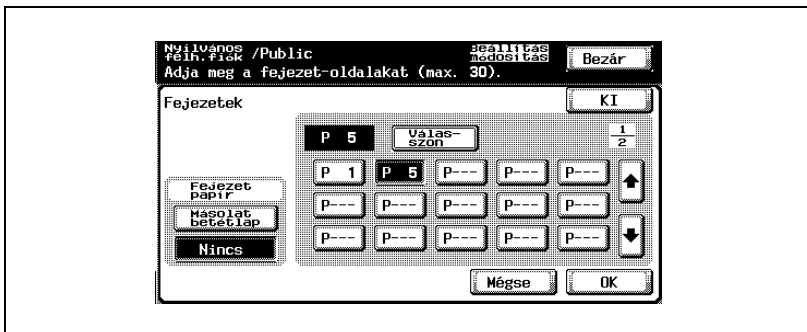 Nyilvános
felh.fiók /Public
Beállítás
módosítás
Bezár
Adja meg a fejezet-oldalakat (max. 30).
Fejezetek
KI
P 5
Válas-
szon
1
2
P 1 P 5 P--- P--- P---
Fejezet
papír
P--- P--- P--- P--- P---
Másolat
betétlap
P--- P--- P--- P--- P---
Nincs
Mégse
OK